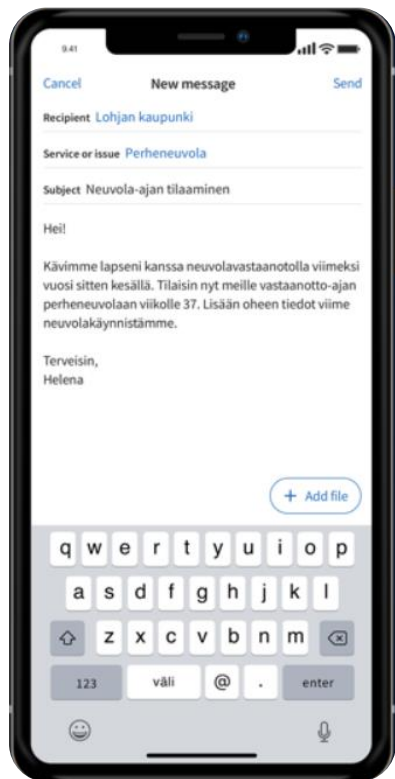 9.41
Cancel New message Send
Recipient Lohjan kaupunki
Service or issue Perheneuvola
Subject Neuvola-ajan tilaaminen
Hei!
Kävimme lapseni kanssa neuvolavastaanotolla viimeksi
vuosi sitten kesällä. Tilaisin nyt meille vastaanotto-ajan
perheneuvolaan viikolle 37. Lisään oheen tiedot viime
neuvolakäynnistämme.
Terveisin,
Helena
+ Add file
q w e r t y u i o p
a s d f g h j k l
z x c v b n m
123 väli @ . enter